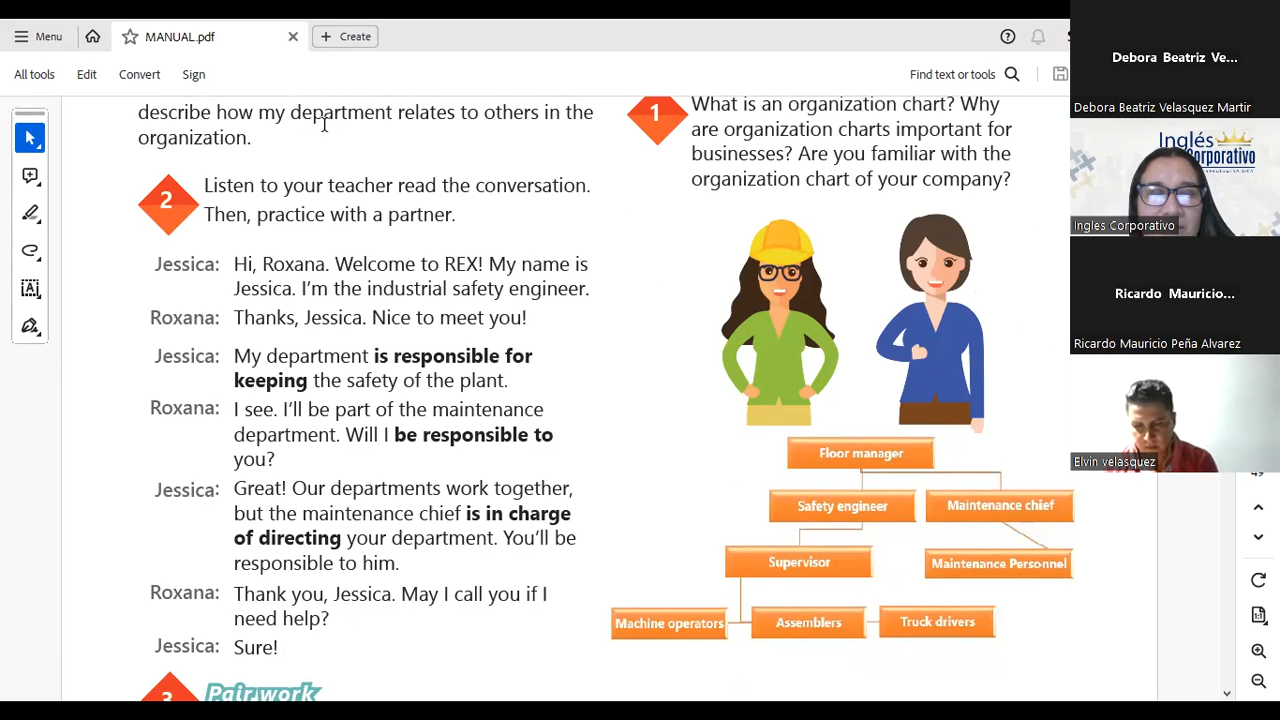 Menu
MANUAL.pdf
Create
All tools
Edit
Convert
Sign
Find text or tools
describe how my department relates to others in the
organization.
2
Listen to your teacher read the conversation.
Then, practice with a partner.
Jessica: Hi, Roxana. Welcome to REX! My name is
Jessica. I'm the industrial safety engineer.
Roxana: Thanks, Jessica. Nice to meet you!
Jessica: My department is responsible for
keeping the safety of the plant.
Roxana: I see. I'll be part of the maintenance
department. Will I be responsible to
you?
Jessica: Great! Our departments work together,
but the maintenance chief is in charge
of directing your department. You'll be
responsible to him.
Roxana: Thank you, Jessica. May I call you if I
need help?
Jessica: Sure!
3
Pair work
1
What is an organization chart? Why
are organization charts important for
businesses? Are you familiar with the
organization chart of your company?
Floor manager
Safety engineer
Maintenance chief
Supervisor
Maintenance Personnel
Machine operators
Assemblers
Truck drivers
Debora Beatriz Ve...
Debora Beatriz Velasquez Martir
Inglés
Corporativo
Ingles Corporativo
Ricardo Mauricio...
Ricardo Mauricio Peña Alvarez
Elvin velasquez